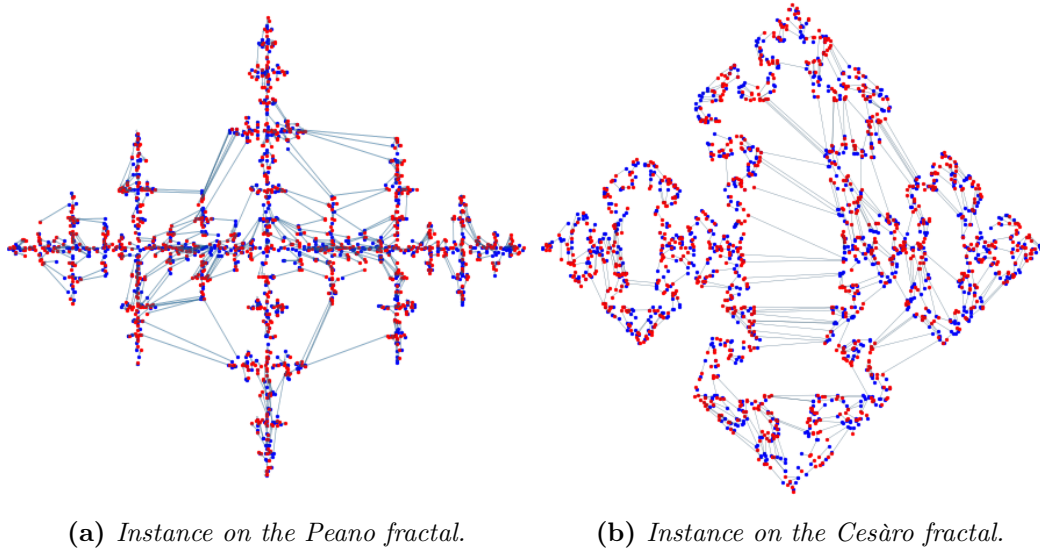 (a) Instance on the Peano fractal.
(b) Instance on the Cesàro fractal.